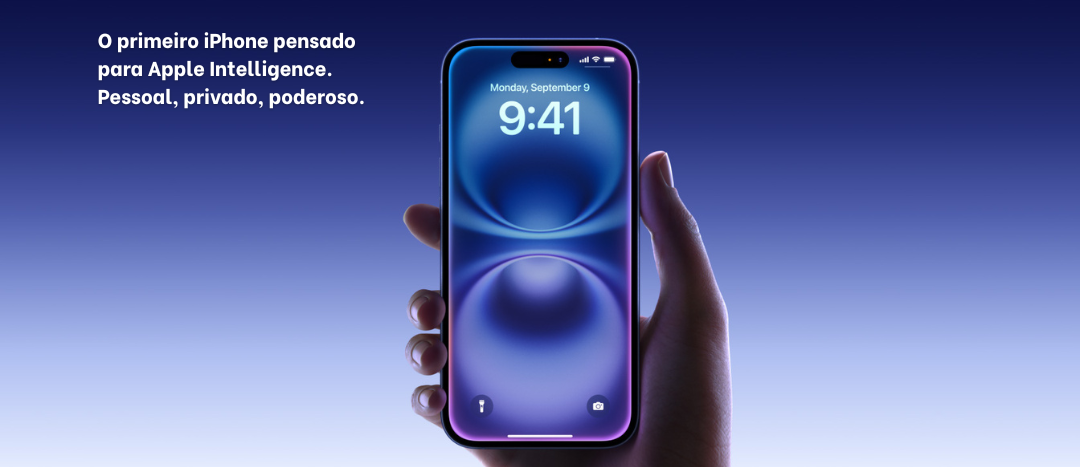 O primeiro iPhone pensado
para Apple Intelligence.
Pessoal, privado, poderoso.
Monday, September 9
9:41